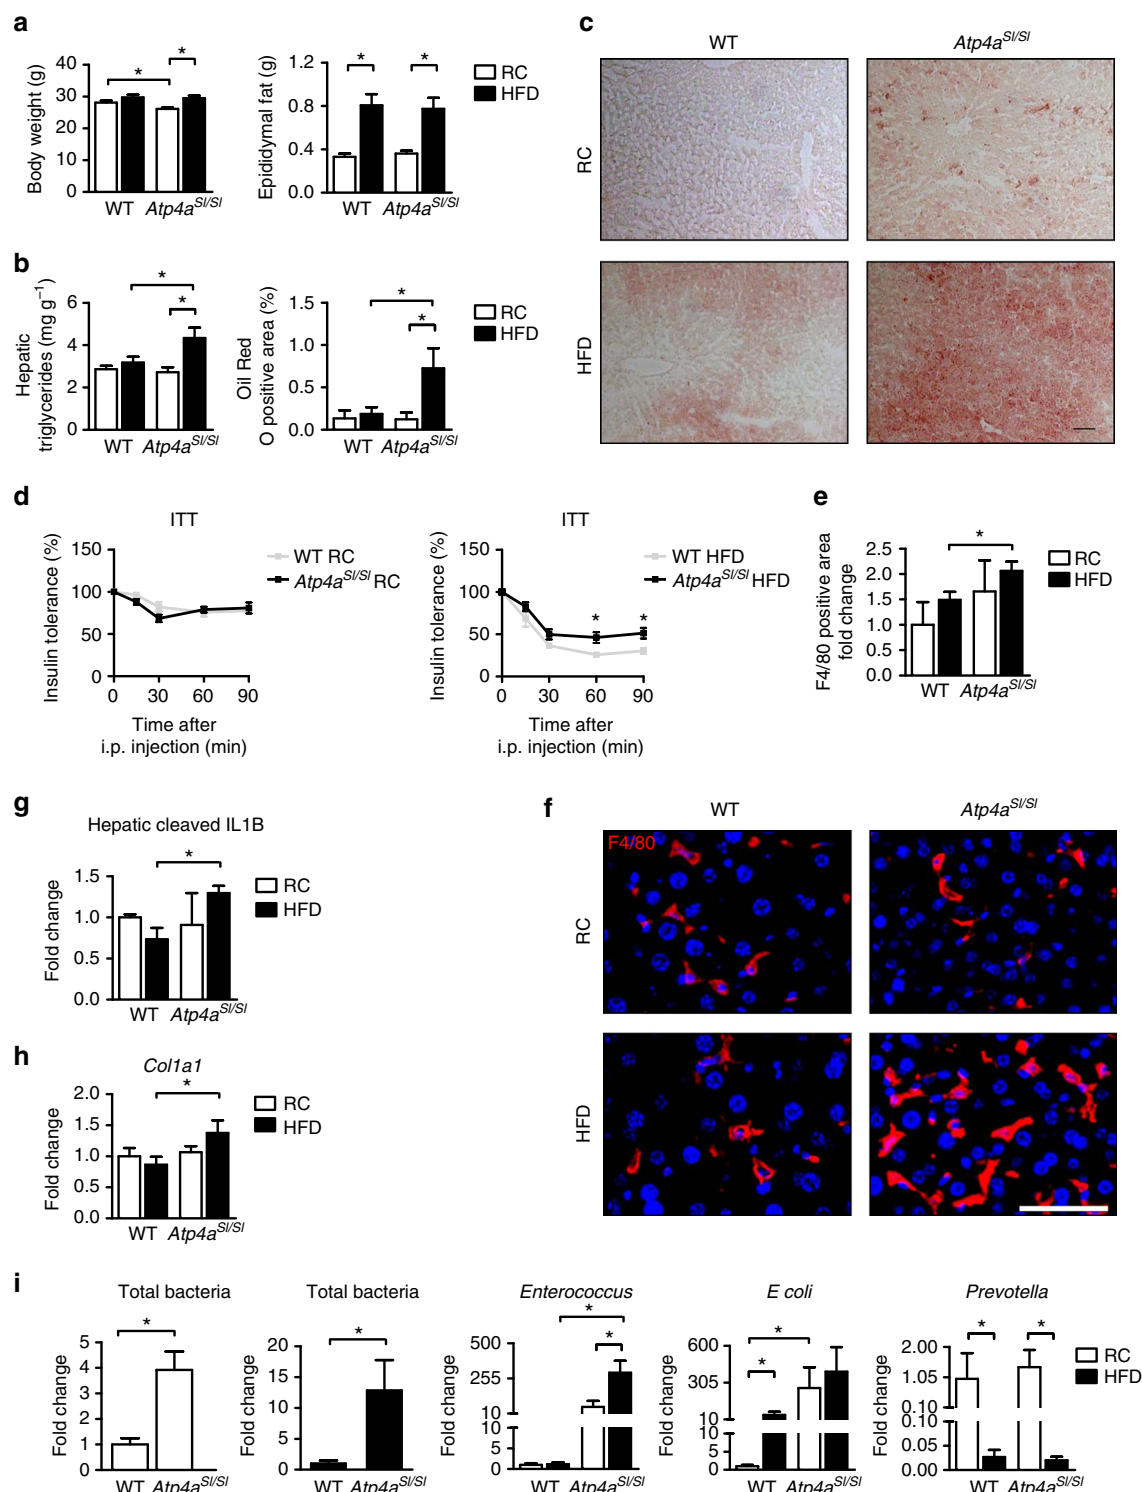 a
Body weight (g)
40
30
20
10
0
*
*
WT Atp4a^Sl/Sl
Epididymal fat (g)
1.2
0.8
0.4
0.0
*
*
WT Atp4a^Sl/Sl
RC
HFD
b
Hepatic
triglycerides (mg g⁻¹)
6
4
2
0
*
*
WT Atp4a^Sl/Sl
Oil Red
O positive area (%)
1.5
1.0
0.5
0.0
*
*
WT Atp4a^Sl/Sl
RC
HFD
c
WT
Atp4a^Sl/Sl
RC
HFD
d
ITT
Insulin tolerance (%)
150
100
50
0
0 30 60 90
Time after
i.p. injection (min)
WT RC
Atp4a^Sl/Sl RC
ITT
Insulin tolerance (%)
150
100
50
0
* *
0 30 60 90
Time after
i.p. injection (min)
WT HFD
Atp4a^Sl/Sl HFD
e
F4/80 positive area
fold change
2.5
2.0
1.5
1.0
0.5
0.0
*
WT Atp4a^Sl/Sl
RC
HFD
g
Hepatic cleaved IL1B
Fold change
1.5
1.0
0.5
0.0
*
WT Atp4a^Sl/Sl
RC
HFD
f
WT
Atp4a^Sl/Sl
F4/80
RC
HFD
h
Col1a1
Fold change
2.0
1.5
1.0
0.5
0.0
*
WT Atp4a^Sl/Sl
RC
HFD
i
Total bacteria
Fold change
5
4
3
2
1
0
*
WT Atp4a^Sl/Sl
Total bacteria
Fold change
20
15
10
5
0
*
WT Atp4a^Sl/Sl
Enterococcus
Fold change
500
255
10
10
5
0
*
*
WT Atp4a^Sl/Sl
E coli
Fold change
600
305
10
10
5
0
*
*
WT Atp4a^Sl/Sl
Prevotella
Fold change
2.00
1.05
0.10
0.10
0.05
0.00
*
*
WT Atp4a^Sl/Sl
RC
HFD